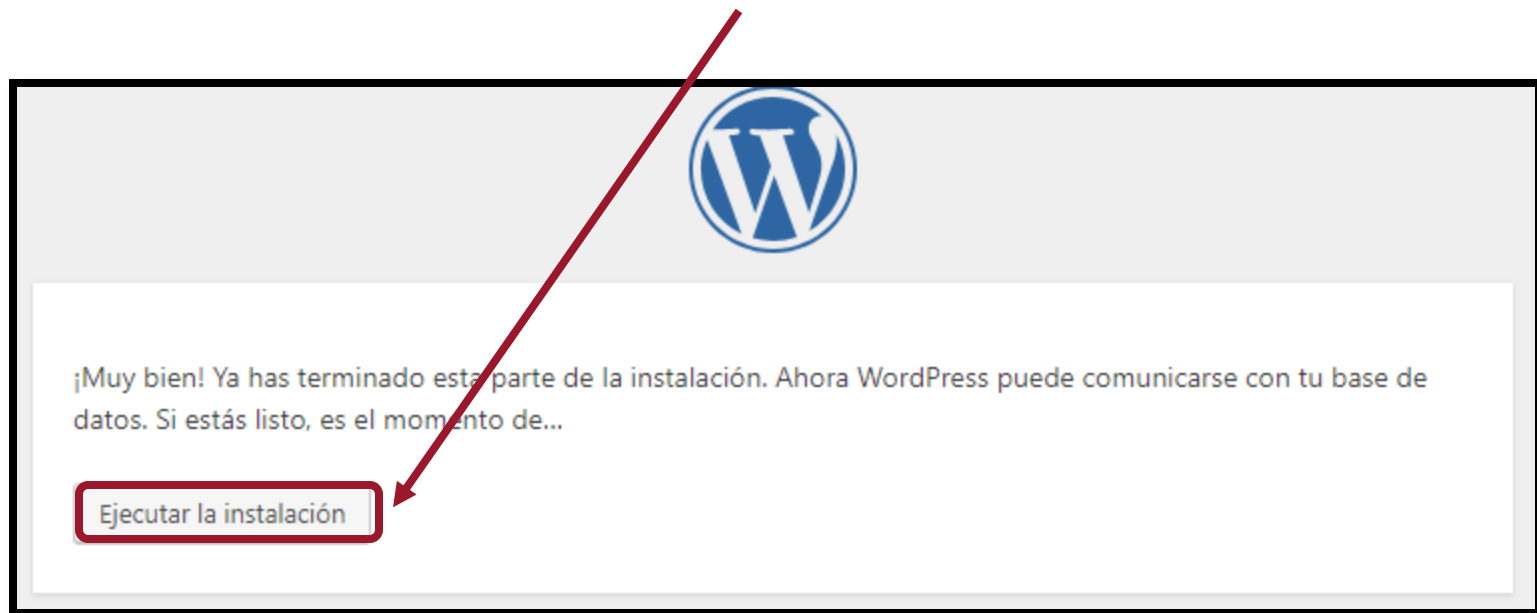 ¡Muy bien! Ya has terminado esta parte de la instalación. Ahora WordPress puede comunicarse con tu base de
datos. Si estás listo, es el momento de...
Ejecutar la instalación